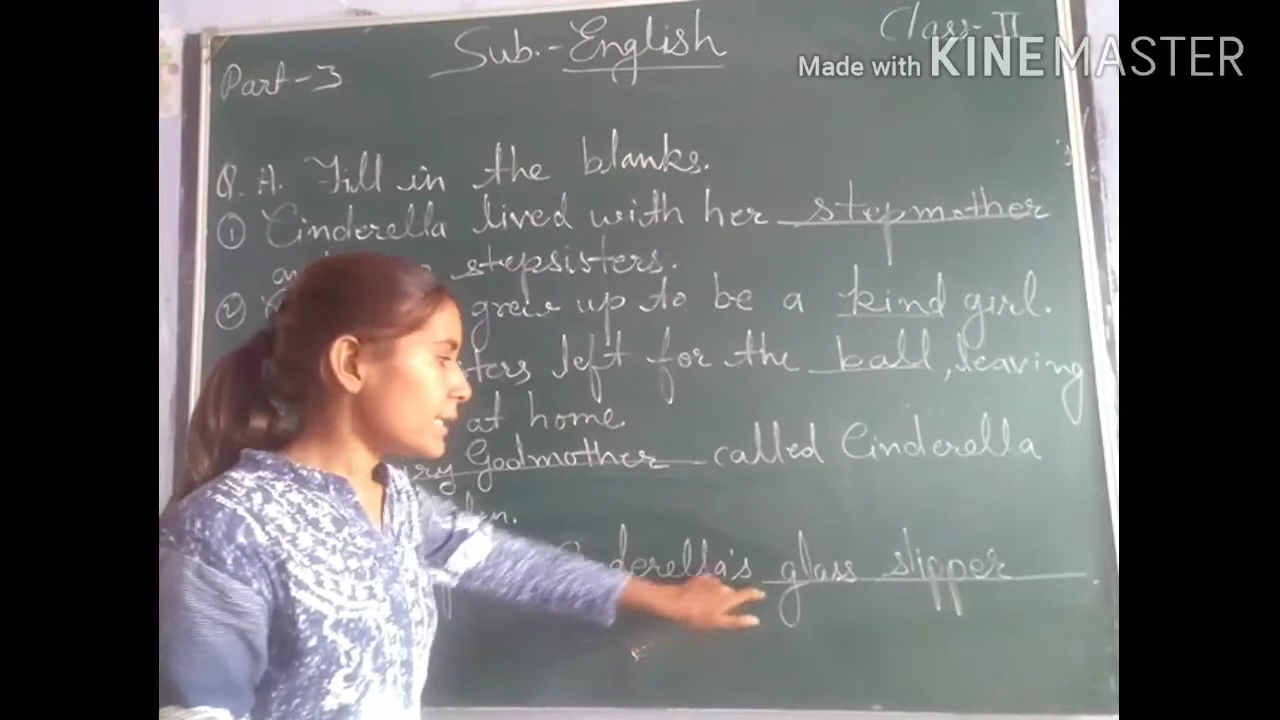 Sub.-English
Class-II
Made with KINEMASTER
Part-3
Q. A. Fill in the blanks.
① Cinderella lived with her stepmother
stepsisters.
② grew up to be a kind girl.
left for the ball, leaving
at home
Godmother called Cinderella
glass slipper.